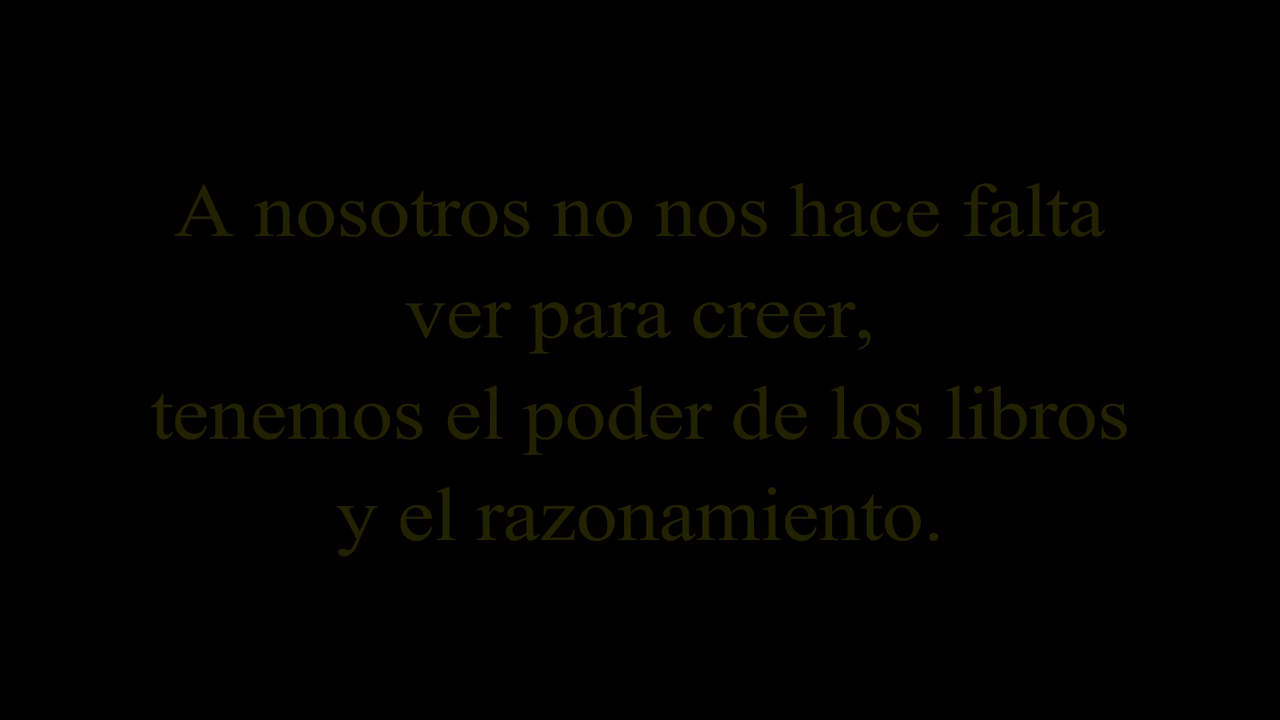 A nosotros no nos hace falta
ver para creer,
tenemos el poder de los libros
y el razonamiento.